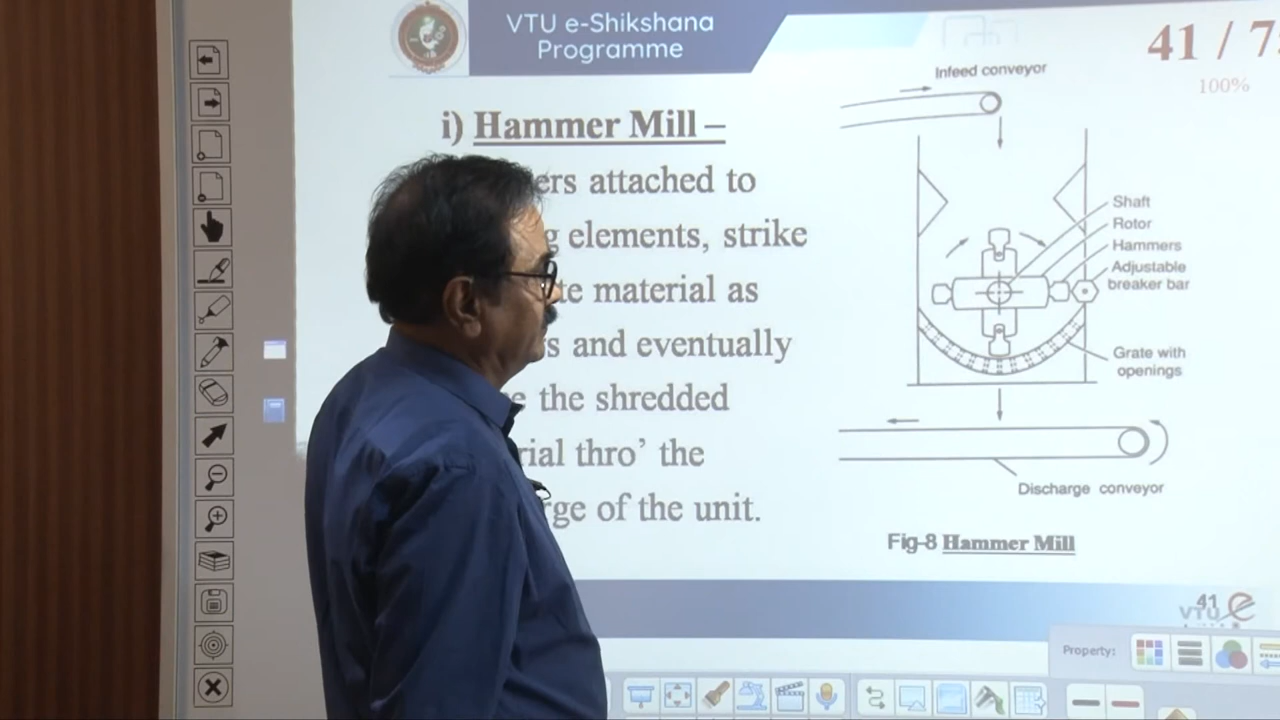 VTU e-Shikshana
Programme
41 / 7
100%
i) Hammer Mill –
ers attached to
g elements, strike
te material as
s and eventually
e the shredded
rial thro’ the
rge of the unit.
Infeed conveyor
Shaft
Rotor
Hammers
Adjustable
breaker bar
Grate with
openings
Discharge conveyor
Fig-8 Hammer Mill
41
VTU e
Property: